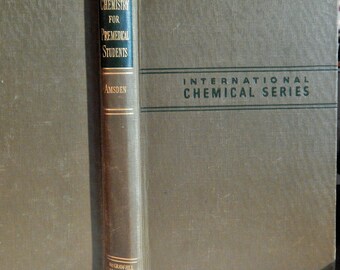 CHEMISTRY
FOR
PREMEDICAL
STUDENTS
AMSDEN
INTERNATIONAL
CHEMICAL SERIES